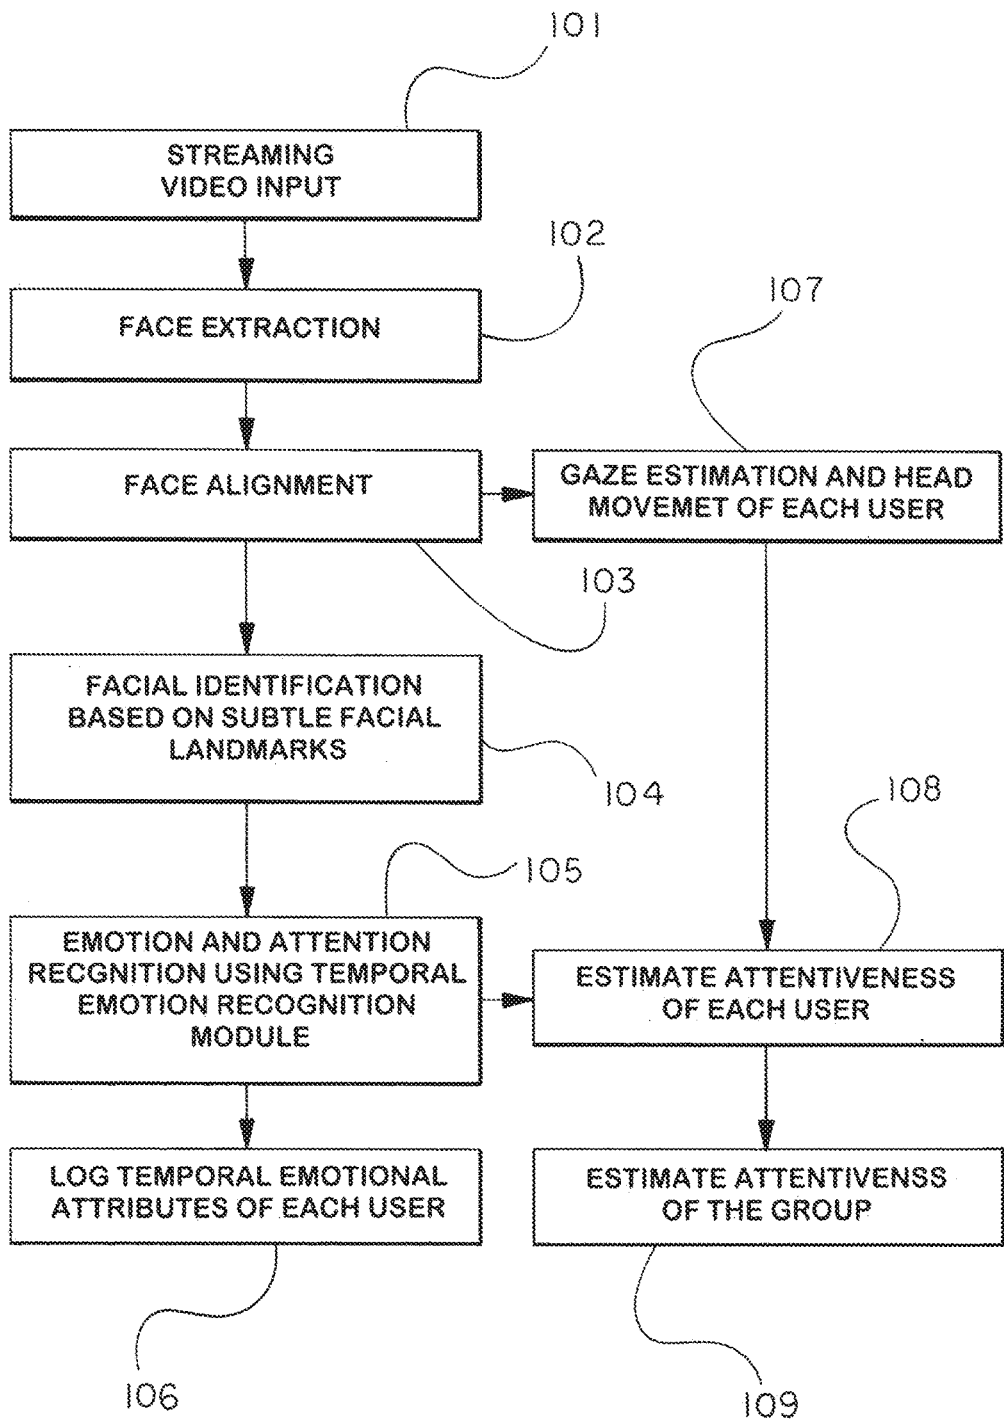 101
STREAMING
VIDEO INPUT
102
FACE EXTRACTION
107
FACE ALIGNMENT
GAZE ESTIMATION AND HEAD
MOVEMET OF EACH USER
103
FACIAL IDENTIFICATION
BASED ON SUBTLE FACIAL
LANDMARKS
104
108
105
EMOTION AND ATTENTION
RECGNITION USING TEMPORAL
EMOTION RECOGNITION
MODULE
ESTIMATE ATTENTIVENESS
OF EACH USER
LOG TEMPORAL EMOTIONAL
ATTRIBUTES OF EACH USER
ESTIMATE ATTENTIVENSS
OF THE GROUP
106
109